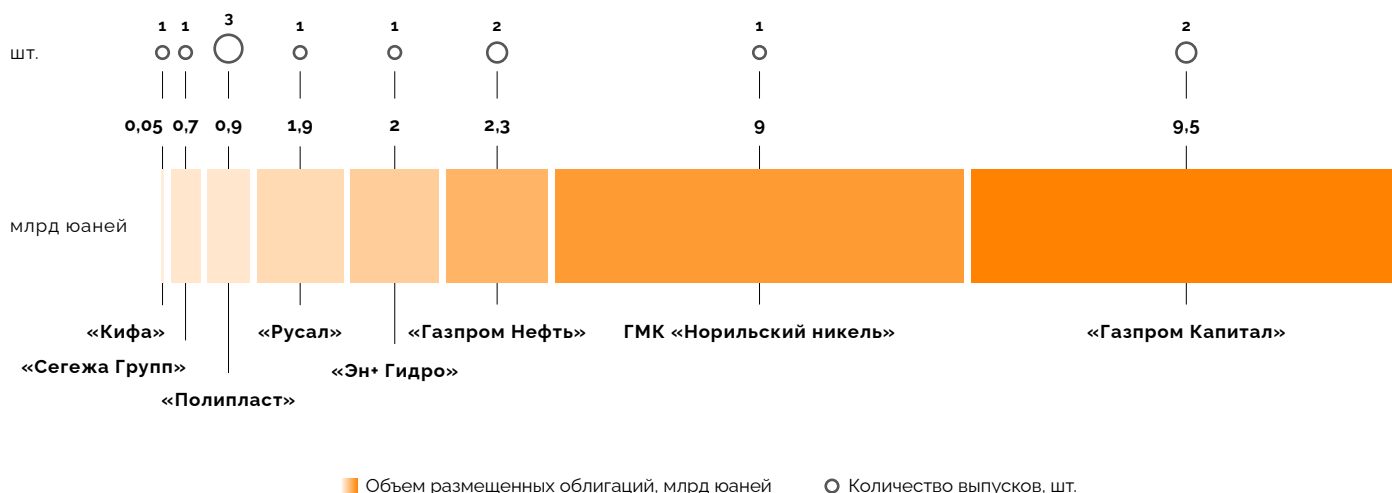 1 1 3 1 1 2 1 2
шт.
0,05 0,7 0,9 1,9 2 2,3 9 9,5
млрд юаней
«Кифа» «Русал» «Газпром Нефть» ГМК «Норильский никель» «Газпром Капитал»
«Сегежа Групп» «Эн+ Гидро»
«Полипласт»
Объем размещенных облигаций, млрд юаней Количество выпусков, шт.